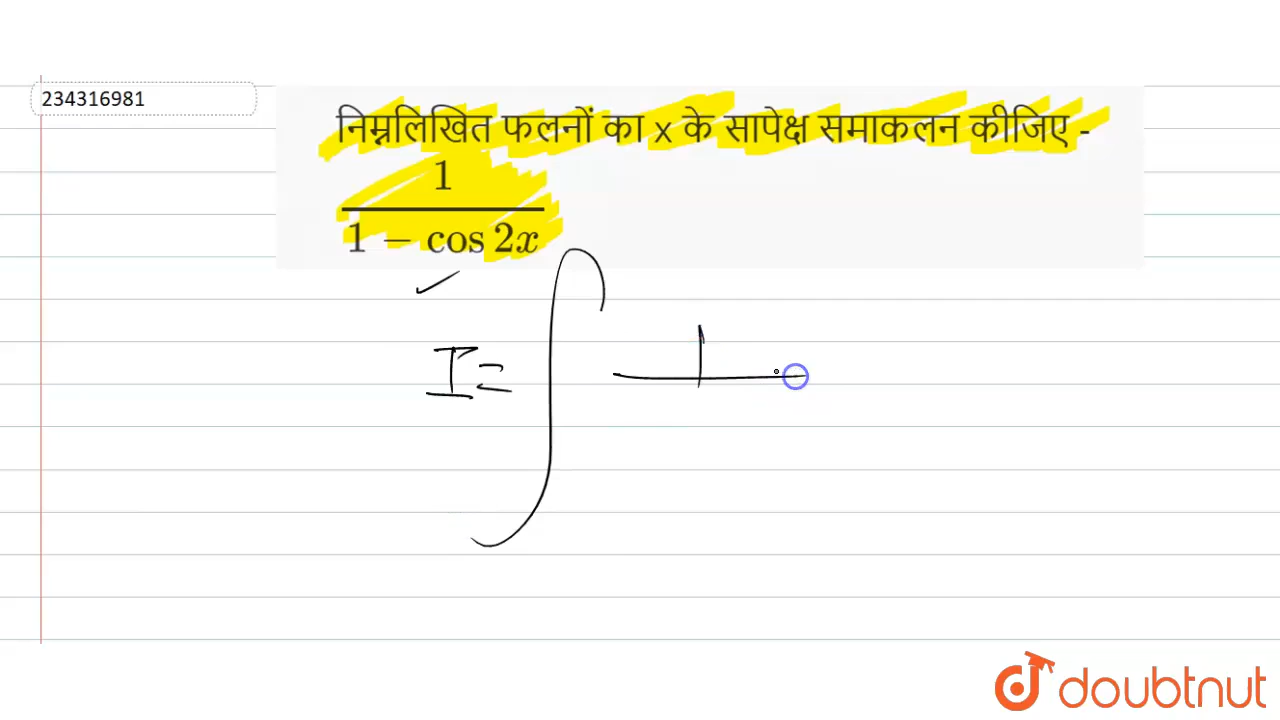 234316981
निम्नलिखित फलनों का x के सापेक्ष समाकलन कीजिए -
1
1 − cos 2x
I = ∫ 1
doubtnut